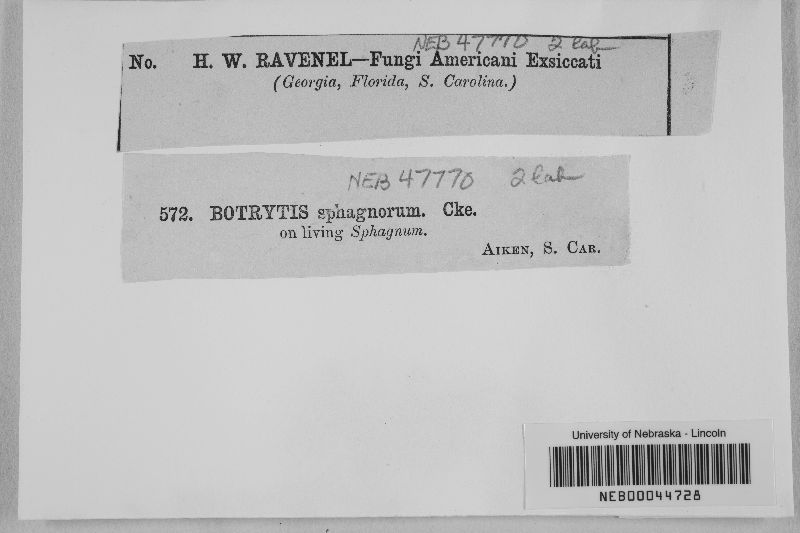 NEB 47770 2 lab
No. H. W. RAVENEL—Fungi Americani Exsiccati
(Georgia, Florida, S. Carolina.)
NEB 47770 2 lab
572. BOTRYTIS sphagnorum. Cke.
on living Sphagnum.
AIKEN, S. CAR.
University of Nebraska - Lincoln
NEB00044728